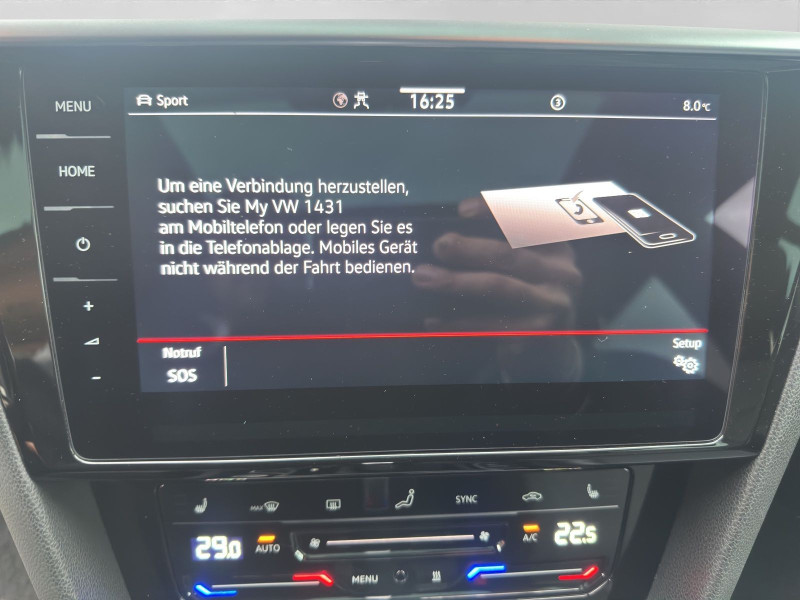 MENU
Sport
16:25
3
8.0°C
HOME
Um eine Verbindung herzustellen,
suchen Sie My VW 1431
am Mobiltelefon oder legen Sie es
in die Telefonablage. Mobiles Gerät
nicht während der Fahrt bedienen.
+
-
Notruf
SOS
Setup
MAX
SYNC
29.0
AUTO
A/C
22.5
MENU